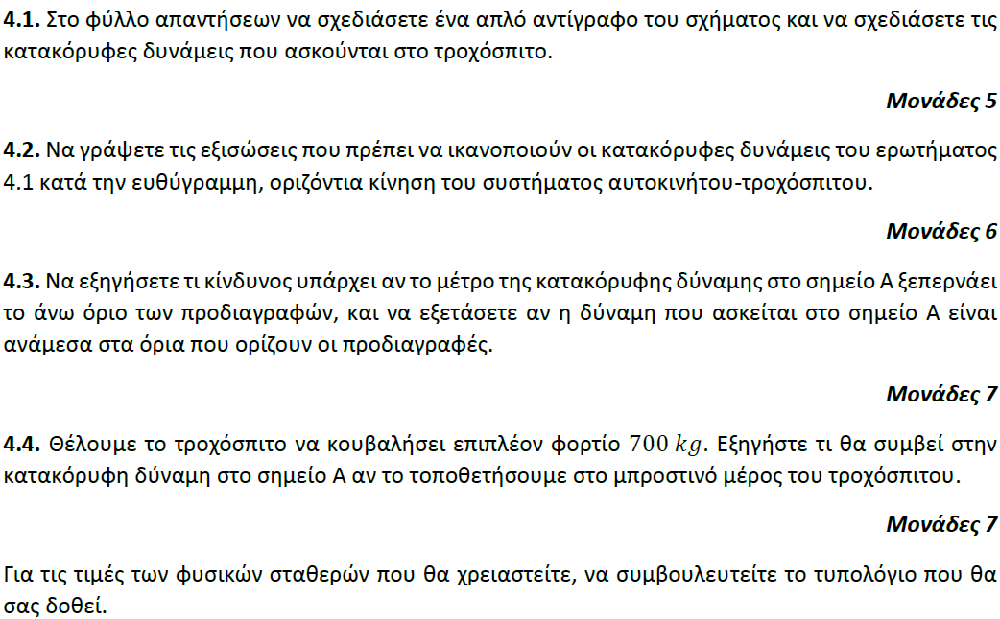 4.1. Στο φύλλο απαντήσεων να σχεδιάσετε ένα απλό αντίγραφο του σχήματος και να σχεδιάσετε τις
κατακόρυφες δυνάμεις που ασκούνται στο τροχόσπιτο.
Μονάδες 5
4.2. Να γράψετε τις εξισώσεις που πρέπει να ικανοποιούν οι κατακόρυφες δυνάμεις του ερωτήματος
4.1 κατά την ευθύγραμμη, οριζόντια κίνηση του συστήματος αυτοκινήτου-τροχόσπιτου.
Μονάδες 6
4.3. Να εξηγήσετε τι κίνδυνος υπάρχει αν το μέτρο της κατακόρυφης δύναμης στο σημείο Α ξεπερνάει
το άνω όριο των προδιαγραφών, και να εξετάσετε αν η δύναμη που ασκείται στο σημείο Α είναι
ανάμεσα στα όρια που ορίζουν οι προδιαγραφές.
Μονάδες 7
4.4. Θέλουμε το τροχόσπιτο να κουβαλήσει επιπλέον φορτίο 700 kg. Εξηγήστε τι θα συμβεί στην
κατακόρυφη δύναμη στο σημείο Α αν το τοποθετήσουμε στο μπροστινό μέρος του τροχόσπιτου.
Μονάδες 7
Για τις τιμές των φυσικών σταθερών που θα χρειαστείτε, να συμβουλευτείτε το τυπολόγιο που θα
σας δοθεί.